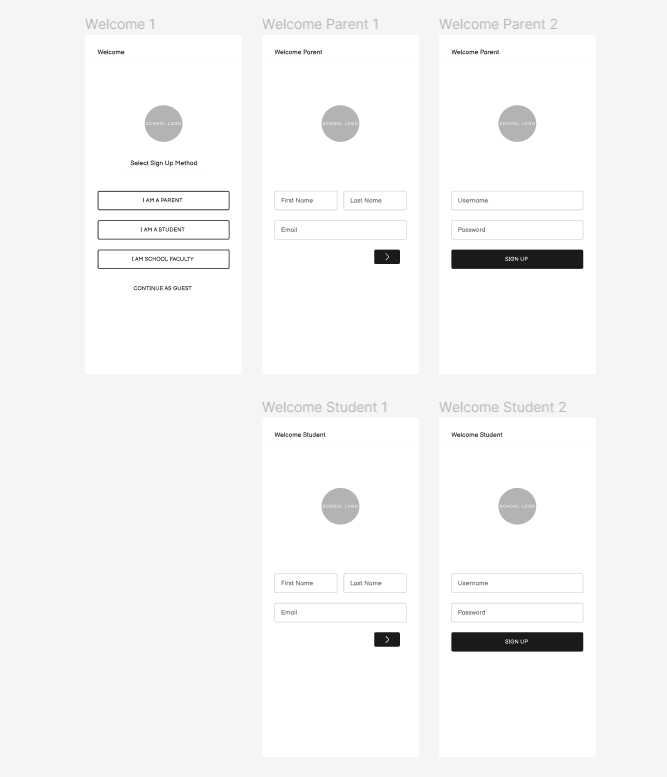 Welcome 1
Welcome
SCHOOL LOGO
Select Sign Up Method
I AM A PARENT
I AM A STUDENT
I AM SCHOOL FACULTY
CONTINUE AS GUEST
Welcome Parent 1
Welcome Parent
SCHOOL LOGO
First Name Last Name
Email
Welcome Parent 2
Welcome Parent
SCHOOL LOGO
Username
Password
SIGN UP
Welcome Student 1
Welcome Student
SCHOOL LOGO
First Name Last Name
Email
Welcome Student 2
Welcome Student
SCHOOL LOGO
Username
Password
SIGN UP